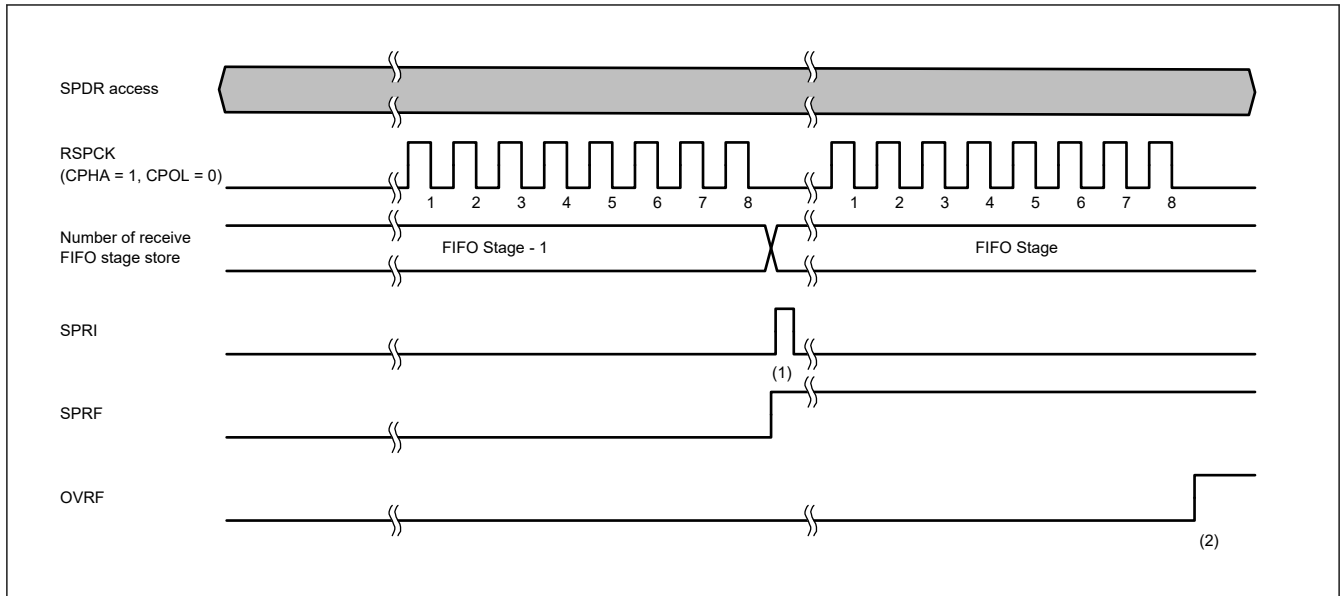 SPDR access
RSPCK
(CPHA = 1, CPOL = 0)
1 2 3 4 5 6 7 8 1 2 3 4 5 6 7 8
Number of receive
FIFO stage store
FIFO Stage - 1
FIFO Stage
SPRI
(1)
SPRF
OVRF
(2)